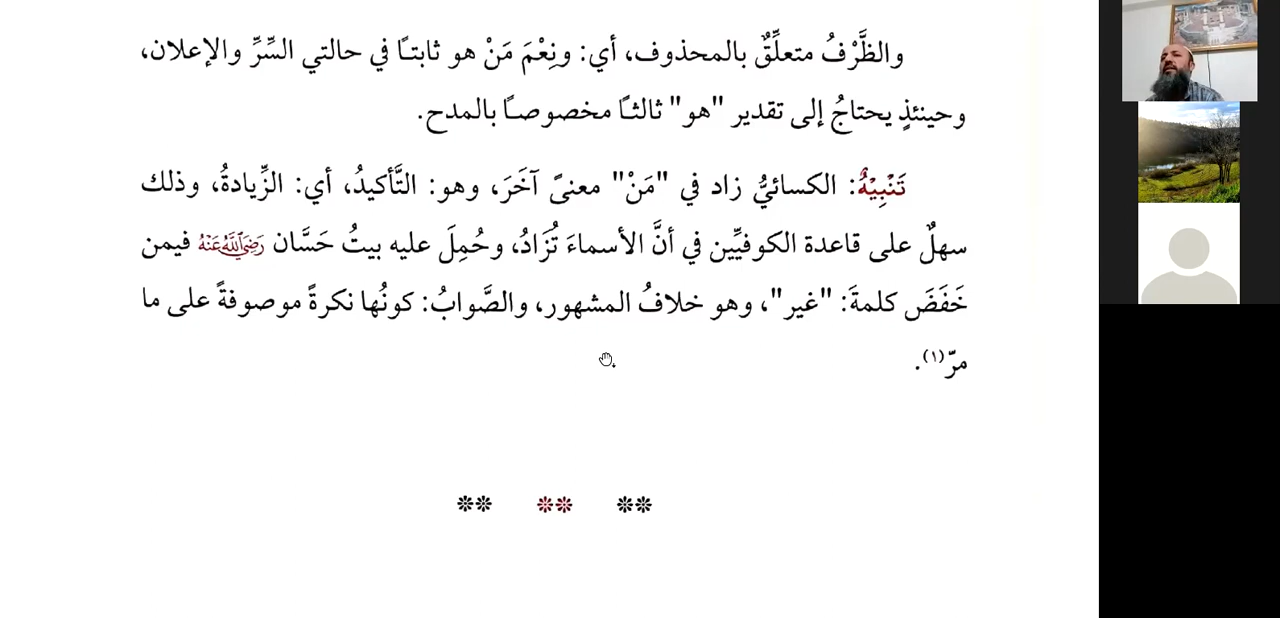 والظَّرْفُ متعلِّقٌ بالمحذوف، أي: ونِعْمَ مَنْ هو ثابتًا في حالتي السِّرِّ والإعلان،
وحينئذٍ يحتاجُ إلى تقدير "هو" ثالثًا مخصوصًا بالمدح.
تَنْبِيْهٌ: الكسائيُّ زاد في "مَنْ" معنىً آخَرَ، وهو: التَّأكيدُ، أي: الزِّيادةُ، وذلك
سهلٌ على قاعدة الكوفيِّين في أنَّ الأسماءَ تُزَادُ، وحُمِلَ عليه بيتُ حَسَّان رَضِيَ اللَّهُ عَنْهُ فيمن
خَفَضَ كلمةَ: "غير"، وهو خلافُ المشهور، والصَّوابُ: كونُها نكرةً موصوفةً على ما
مرّ(١).